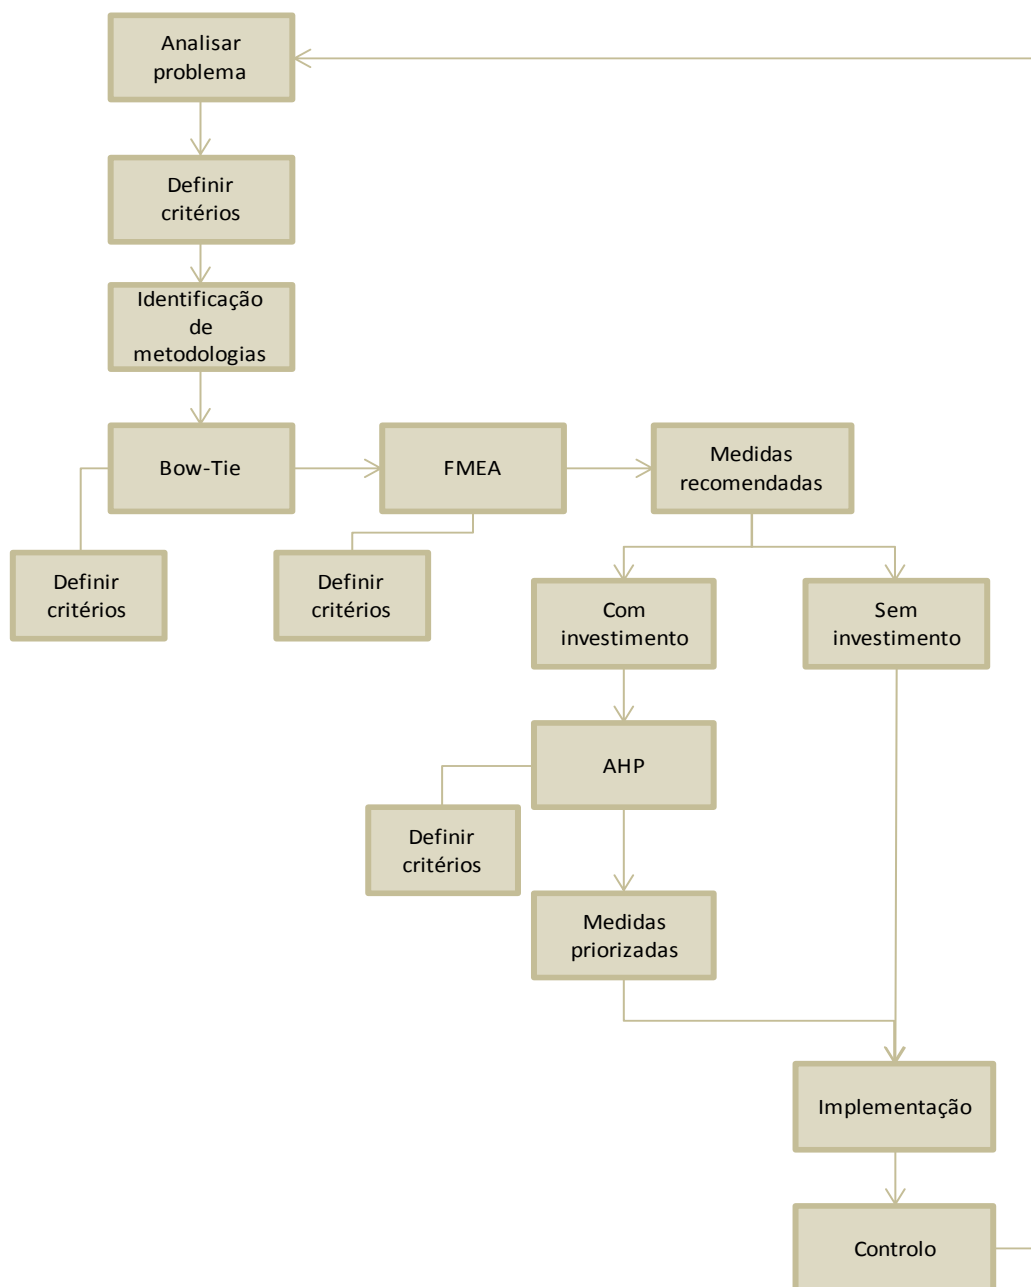 Analisar
problema
Definir
critérios
Identificação
de
metodologias
Bow-Tie
FMEA
Medidas
recomendadas
Definir
critérios
Definir
critérios
Com
investimento
Sem
investimento
AHP
Definir
critérios
Medidas
priorizadas
Implementação
Controlo